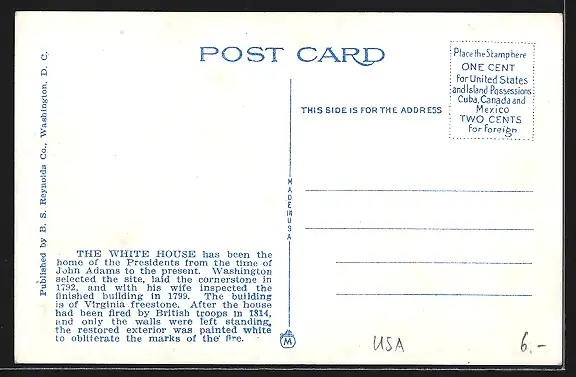 POST CARD
Place the Stamp here
ONE CENT
for United States
and Island Possessions
Cuba, Canada and
Mexico
TWO CENTS
for Foreign
THIS SIDE IS FOR THE ADDRESS
Published by B. S. Reynolds Co., Washington, D. C.
MADE IN USA
THE WHITE HOUSE has been the
home of the Presidents from the time of
John Adams to the present. Washington
selected the site, laid the cornerstone in
1792, and with his wife inspected the
finished building in 1799. The building
is of Virginia freestone. After the house
had been fired by British troops in 1814,
and only the walls were left standing,
the restored exterior was painted white
to obliterate the marks of the fire.
M
USA
6.-